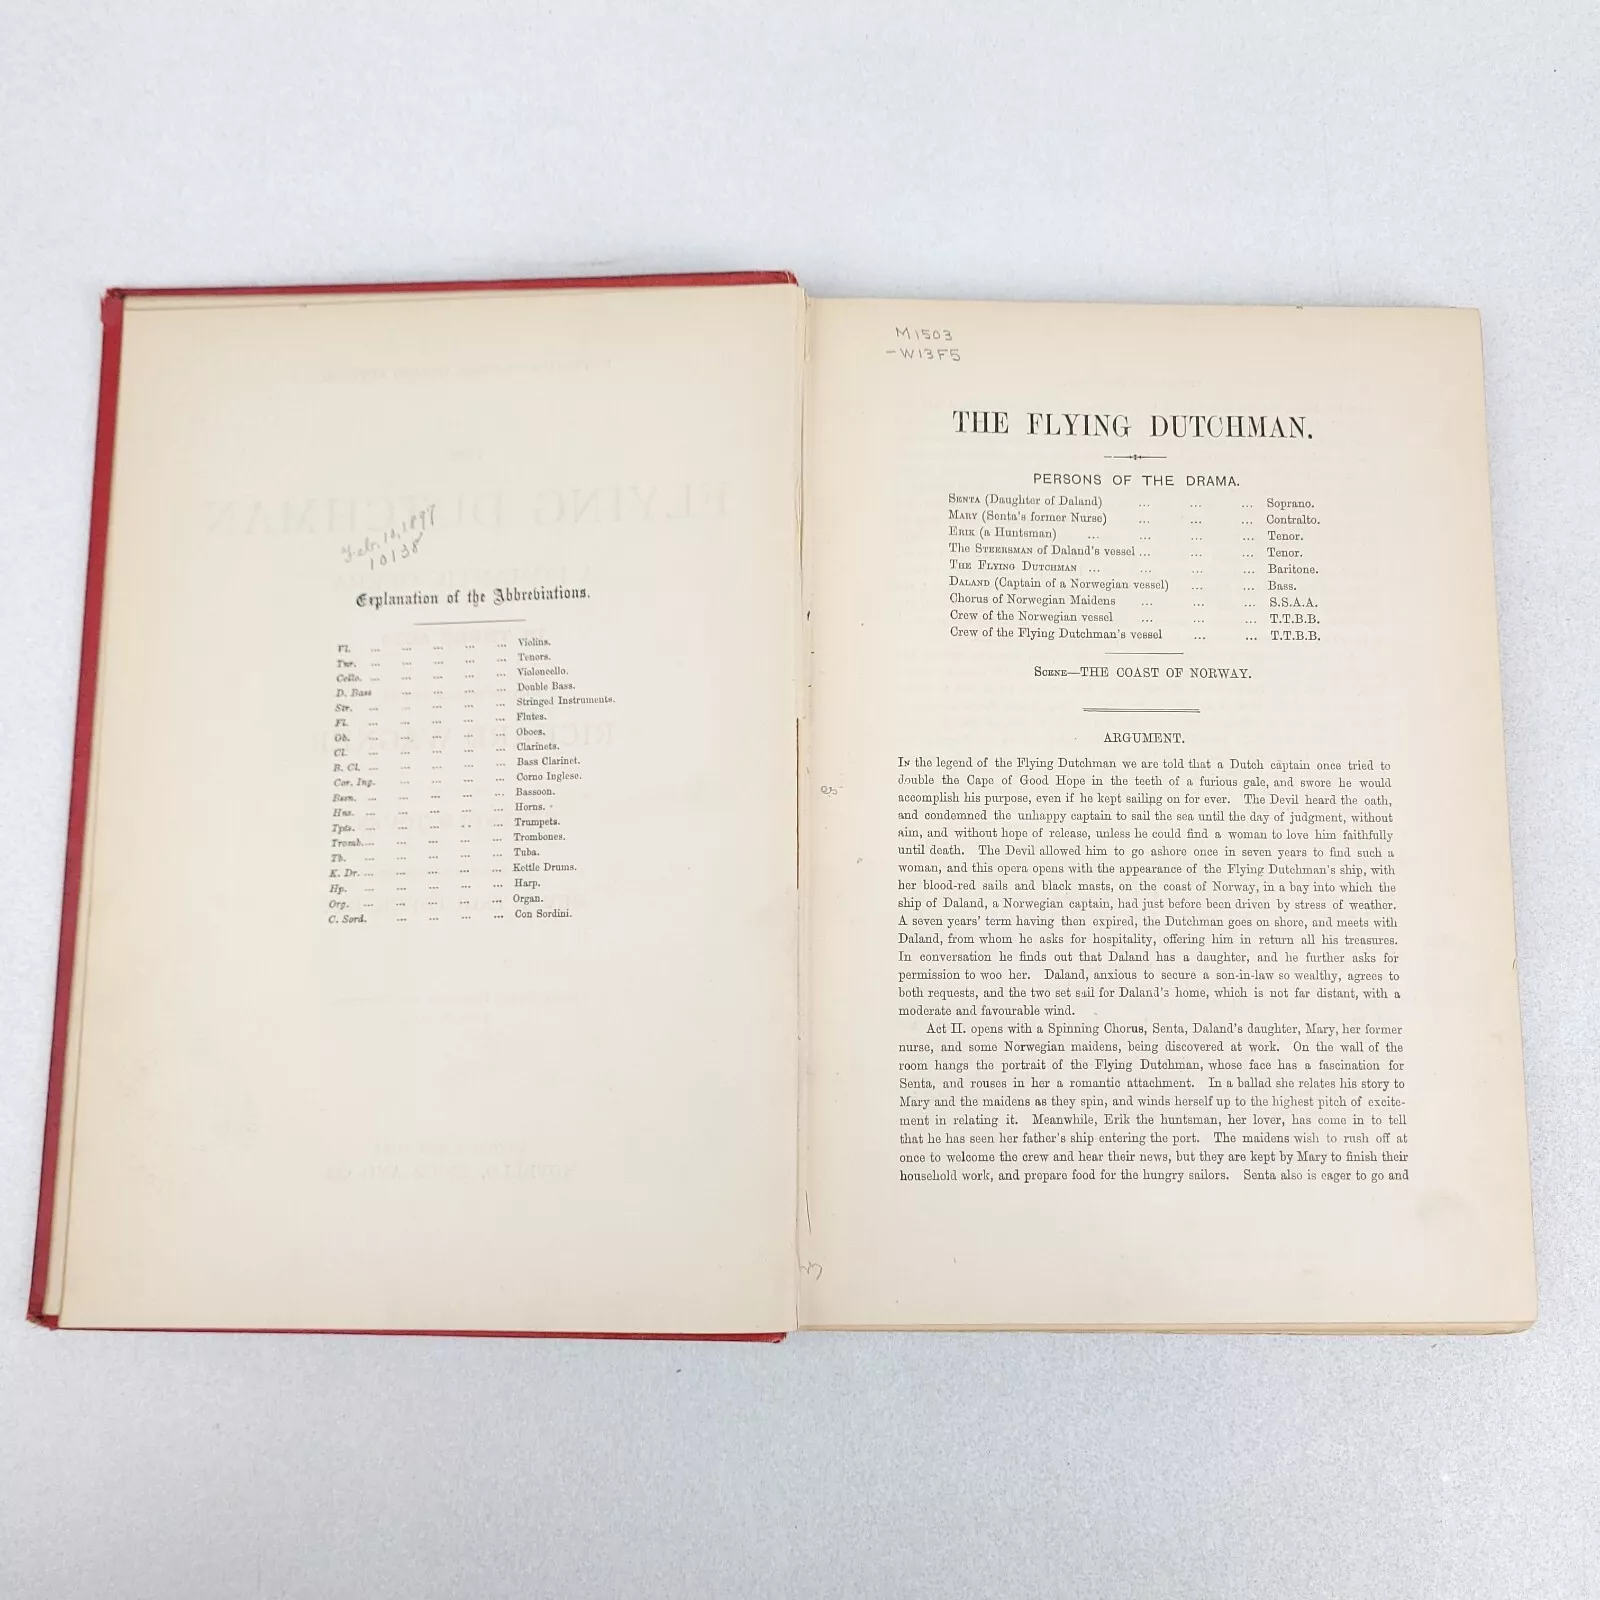 Feb. 10, 1897
10138
Explanation of the Abbreviations.
Vl. ... ... ... ... ... Violins.
Tnr. ... ... ... ... ... Tenors.
Cello. ... ... ... ... ... Violoncello.
D. Bass ... ... ... ... Double Bass.
Str. ... ... ... ... ... Stringed Instruments.
Fl. ... ... ... ... ... Flutes.
Ob. ... ... ... ... ... Oboes.
Cl. ... ... ... ... ... Clarinets.
B. Cl. ... ... ... ... ... Bass Clarinet.
Cor. Ing. ... ... ... ... Corno Inglese.
Bssn. ... ... ... ... ... Bassoon.
Hns. ... ... ... ... ... Horns.
Tpts. ... ... ... ... ... Trumpets.
Tromb.... ... ... ... ... Trombones.
Tb. ... ... ... ... ... Tuba.
K. Dr. ... ... ... ... ... Kettle Drums.
Hp. ... ... ... ... ... Harp.
Org. ... ... ... ... ... Organ.
C. Sord. ... ... ... ... Con Sordini.
M1503
-W13F5
THE FLYING DUTCHMAN.
PERSONS OF THE DRAMA.
SENTA (Daughter of Daland) ... ... ... Soprano.
MARY (Senta's former Nurse) ... ... ... Contralto.
ERIK (a Huntsman) ... ... ... ... Tenor.
The STEERSMAN of Daland's vessel ... ... ... Tenor.
THE FLYING DUTCHMAN ... ... ... ... Baritone.
DALAND (Captain of a Norwegian vessel) ... ... Bass.
Chorus of Norwegian Maidens ... ... ... S.S.A.A.
Crew of the Norwegian vessel ... ... ... T.T.B.B.
Crew of the Flying Dutchman's vessel ... ... T.T.B.B.
SCENE—THE COAST OF NORWAY.
ARGUMENT.
IN the legend of the Flying Dutchman we are told that a Dutch captain once tried to
double the Cape of Good Hope in the teeth of a furious gale, and swore he would
accomplish his purpose, even if he kept sailing on for ever. The Devil heard the oath,
and condemned the unhappy captain to sail the sea until the day of judgment, without
aim, and without hope of release, unless he could find a woman to love him faithfully
until death. The Devil allowed him to go ashore once in seven years to find such a
woman, and this opera opens with the appearance of the Flying Dutchman's ship, with
her blood-red sails and black masts, on the coast of Norway, in a bay into which the
ship of Daland, a Norwegian captain, had just before been driven by stress of weather.
A seven years' term having then expired, the Dutchman goes on shore, and meets with
Daland, from whom he asks for hospitality, offering him in return all his treasures.
In conversation he finds out that Daland has a daughter, and he further asks for
permission to woo her. Daland, anxious to secure a son-in-law so wealthy, agrees to
both requests, and the two set sail for Daland's home, which is not far distant, with a
moderate and favourable wind.
Act II. opens with a Spinning Chorus, Senta, Daland's daughter, Mary, her former
nurse, and some Norwegian maidens, being discovered at work. On the wall of the
room hangs the portrait of the Flying Dutchman, whose face has a fascination for
Senta, and rouses in her a romantic attachment. In a ballad she relates his story to
Mary and the maidens as they spin, and winds herself up to the highest pitch of excite-
ment in relating it. Meanwhile, Erik the huntsman, her lover, has come in to tell
that he has seen her father's ship entering the port. The maidens wish to rush off at
once to welcome the crew and hear their news, but they are kept by Mary to finish their
household work, and prepare food for the hungry sailors. Senta also is eager to go and